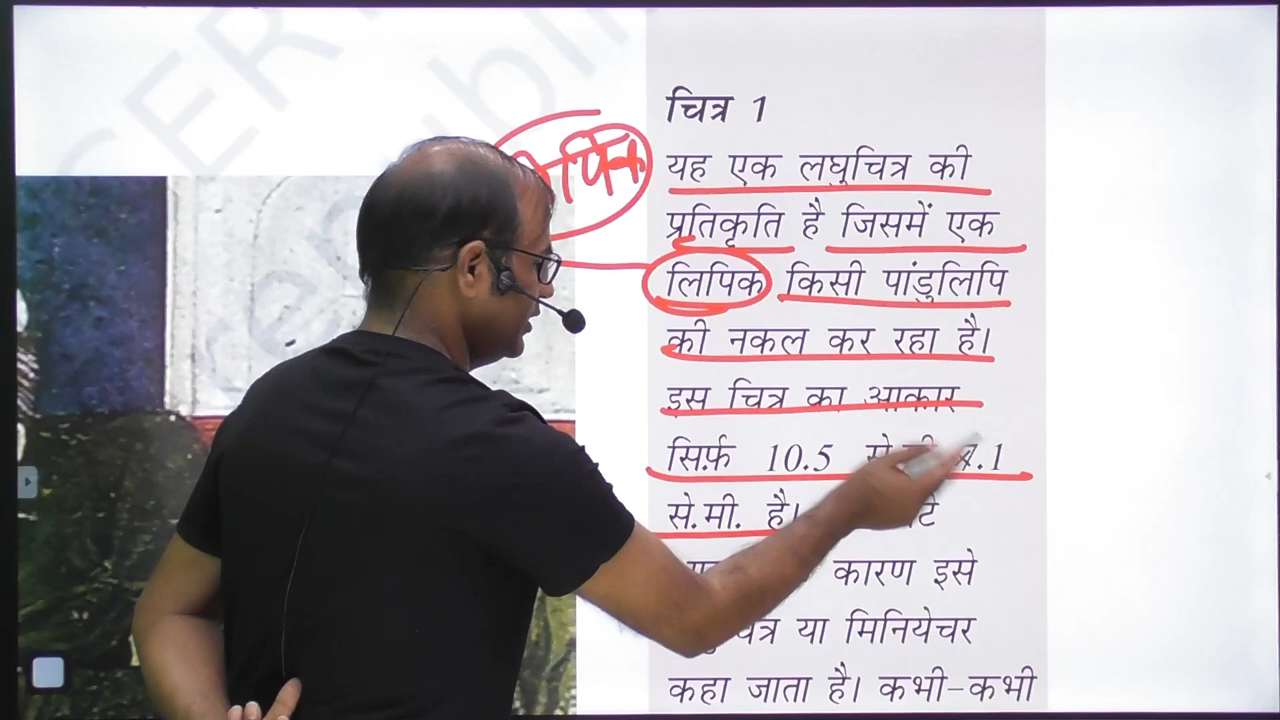 चित्र 1
यह एक लघुचित्र की
प्रतिकृति है जिसमें एक
लिपिक किसी पांडुलिपि
की नकल कर रहा है।
इस चित्र का आकार
सिर्फ़ 10.5 .1
से.मी. है।
कारण इसे
या मिनियेचर
कहा जाता है। कभी-कभी